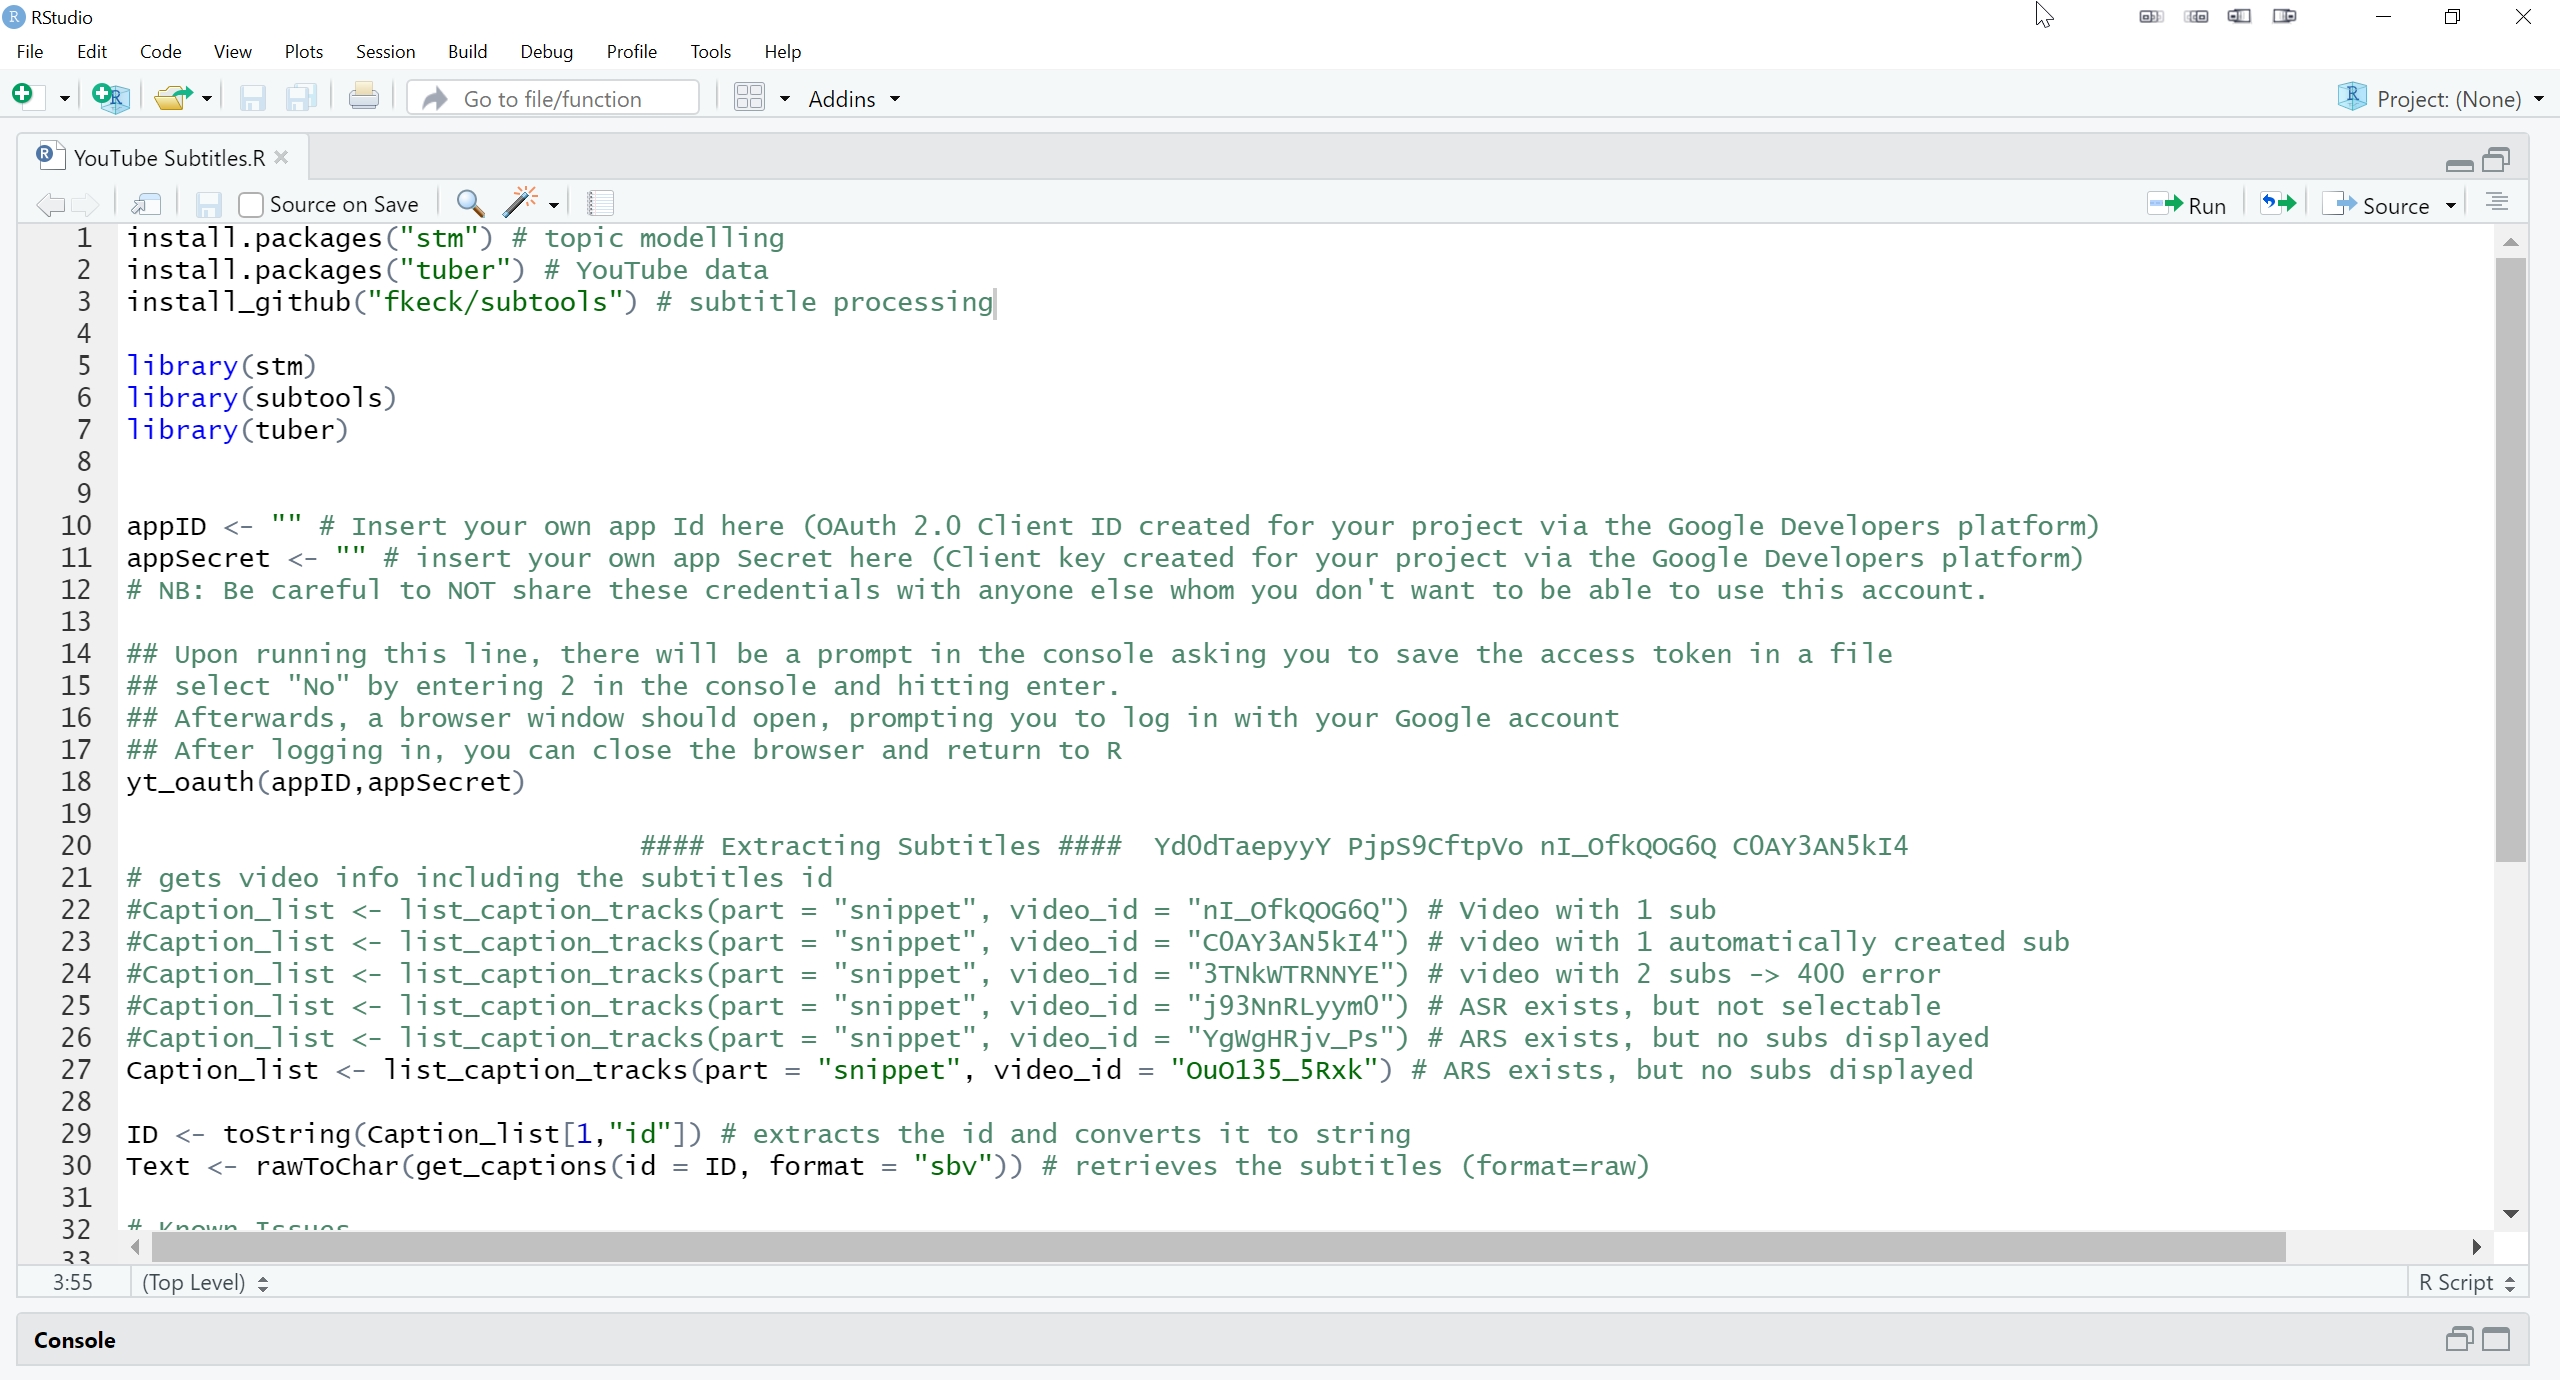 RStudio
File Edit Code View Plots Session Build Debug Profile Tools Help
Go to file/function Addins Project: (None)
YouTube Subtitles.R
Source on Save Run Source
1 install.packages("stm") # topic modelling
2 install.packages("tuber") # YouTube data
3 install_github("fkeck/subtools") # subtitle processing
4
5 library(stm)
6 library(subtools)
7 library(tuber)
8
9
10 appID <- "" # Insert your own app Id here (OAuth 2.0 Client ID created for your project via the Google Developers platform)
11 appSecret <- "" # insert your own app Secret here (Client key created for your project via the Google Developers platform)
12 # NB: Be careful to NOT share these credentials with anyone else whom you don't want to be able to use this account.
13
14 ## Upon running this line, there will be a prompt in the console asking you to save the access token in a file
15 ## select "No" by entering 2 in the console and hitting enter.
16 ## Afterwards, a browser window should open, prompting you to log in with your Google account
17 ## After logging in, you can close the browser and return to R
18 yt_oauth(appID,appSecret)
19
20 #### Extracting Subtitles #### YdOdTaepyyY PjpS9CftpVo nI_OfkQOG6Q COAY3AN5kI4
21 # gets video info including the subtitles id
22 #Caption_list <- list_caption_tracks(part = "snippet", video_id = "nI_OfkQOG6Q") # Video with 1 sub
23 #Caption_list <- list_caption_tracks(part = "snippet", video_id = "COAY3AN5kI4") # video with 1 automatically created sub
24 #Caption_list <- list_caption_tracks(part = "snippet", video_id = "3TNkWTRNNYE") # video with 2 subs -> 400 error
25 #Caption_list <- list_caption_tracks(part = "snippet", video_id = "j93NnRLyym0") # ASR exists, but not selectable
26 #Caption_list <- list_caption_tracks(part = "snippet", video_id = "YgWgHRjv_Ps") # ARS exists, but no subs displayed
27 Caption_list <- list_caption_tracks(part = "snippet", video_id = "OuO135_5Rxk") # ARS exists, but no subs displayed
28
29 ID <- toString(Caption_list[1,"id"]) # extracts the id and converts it to string
30 Text <- rawToChar(get_captions(id = ID, format = "sbv")) # retrieves the subtitles (format=raw)
31
32 # Known Issues
33
3:55 (Top Level) R Script
Console